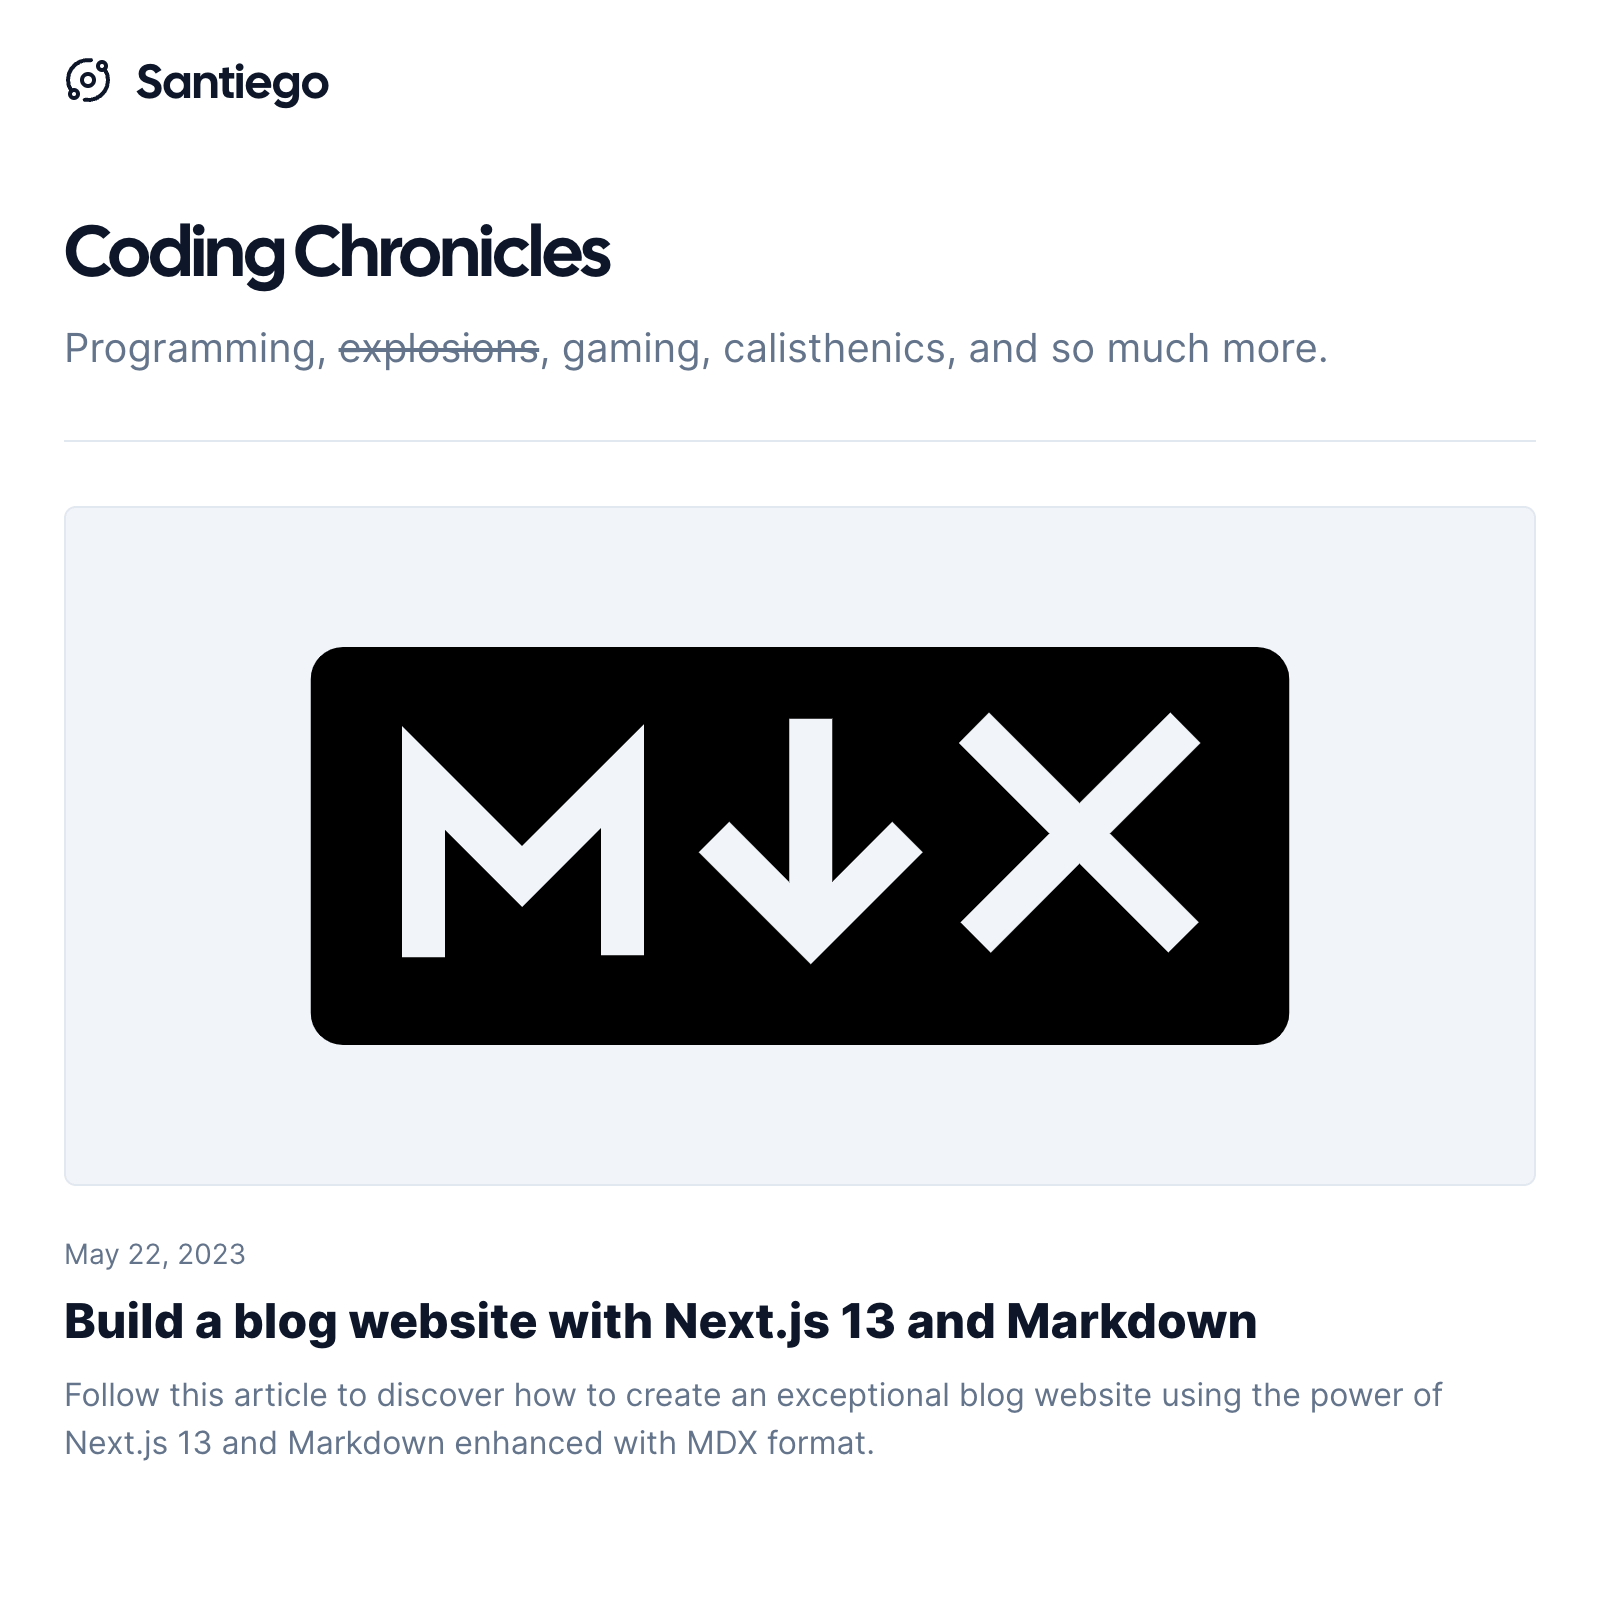 Santiego
Coding Chronicles
Programming, explosions, gaming, calisthenics, and so much more.
M↓X
May 22, 2023
Build a blog website with Next.js 13 and Markdown
Follow this article to discover how to create an exceptional blog website using the power of
Next.js 13 and Markdown enhanced with MDX format.